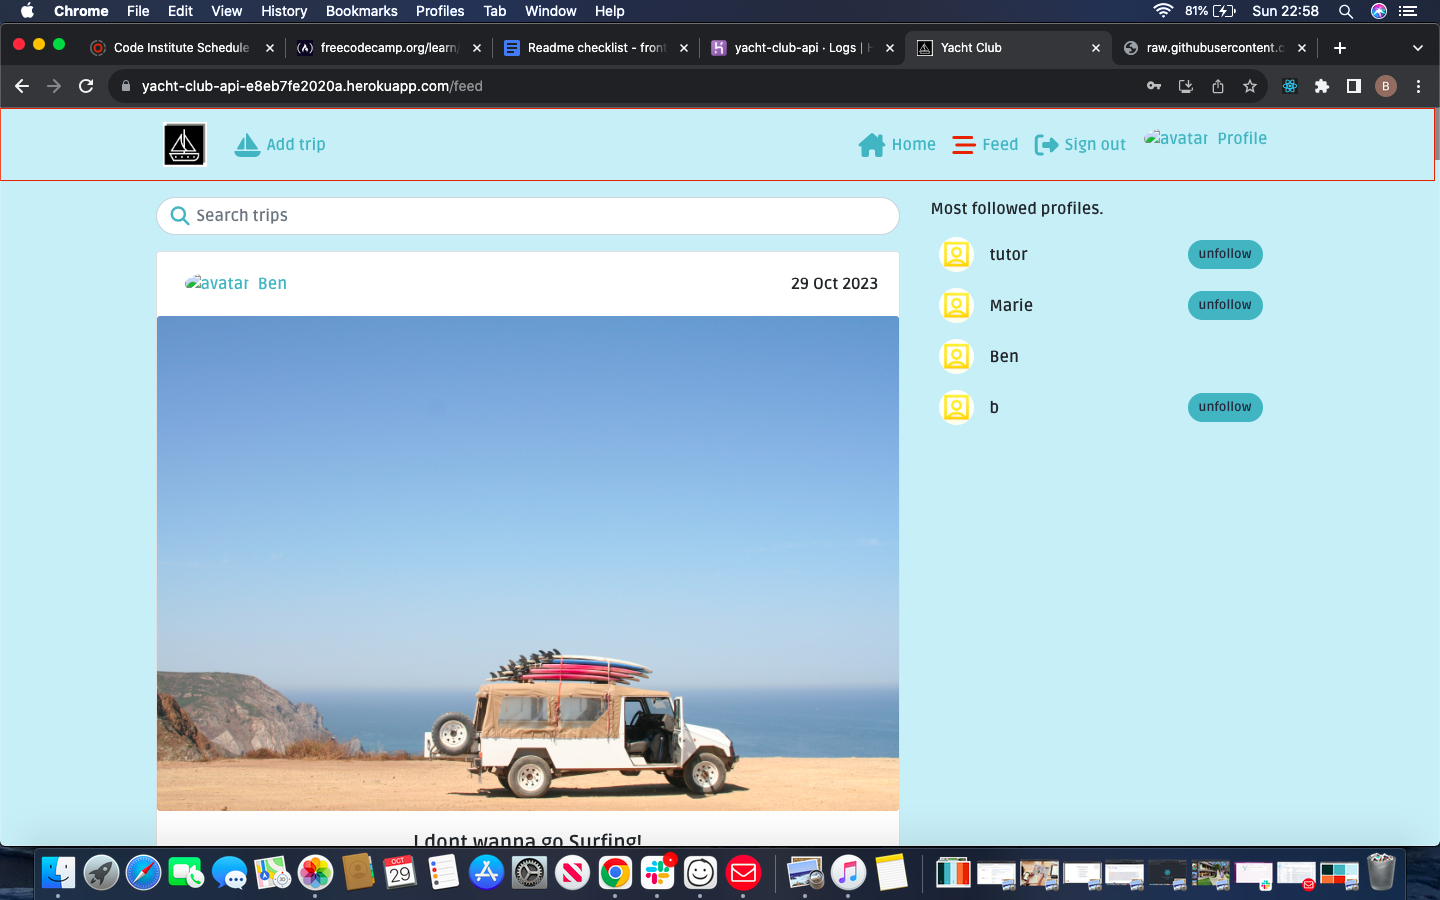 Chrome File Edit View History Bookmarks Profiles Tab Window Help 81% Sun 22:58
Code Institute Schedule
freecodecamp.org/learn/
Readme checklist - front
yacht-club-api · Logs |
Yacht Club
raw.githubusercontent.c
yacht-club-api-e8eb7fe2020a.herokuapp.com/feed
B
Add trip
Home
Feed
Sign out
avatar Profile
Search trips
Most followed profiles.
tutor unfollow
Marie unfollow
Ben
b unfollow
avatar Ben
29 Oct 2023
I dont wanna go Surfing!
OCT
29